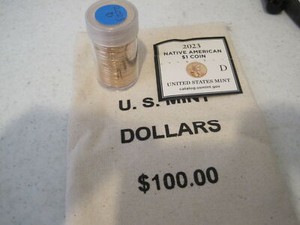 2023
NATIVE AMERICAN
$1 COIN
D
UNITED STATES MINT
catalog.usmint.gov
U. S. MINT
DOLLARS
$100.00